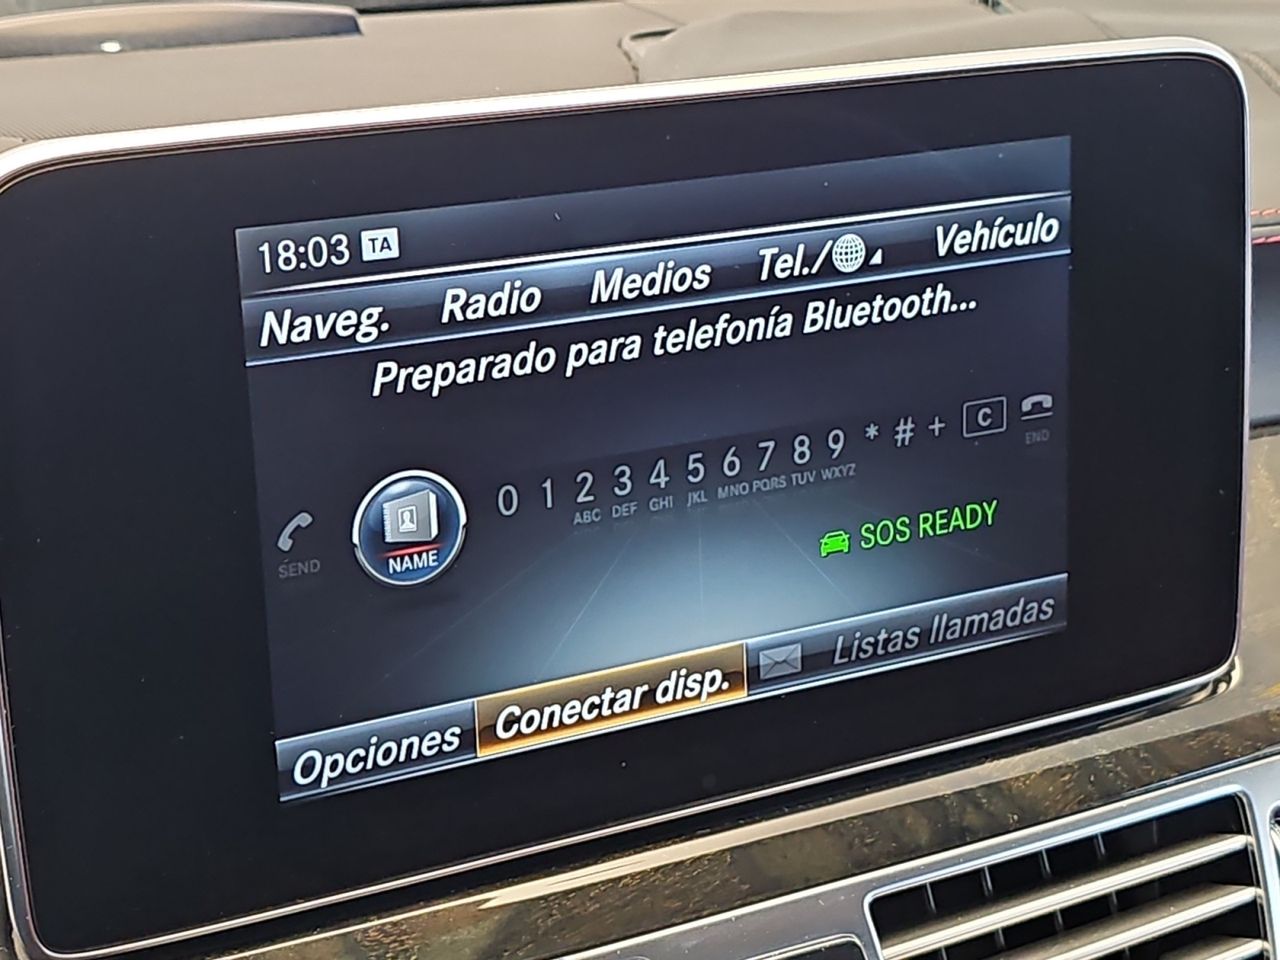 18:03 TA
Naveg. Radio Medios Tel./ Vehículo
Preparado para telefonía Bluetooth...
0 1 2 3 4 5 6 7 8 9 * # + C
ABC DEF GHI JKL MNO PQRS TUV WXYZ END
SEND NAME
SOS READY
Opciones Conectar disp. Listas llamadas